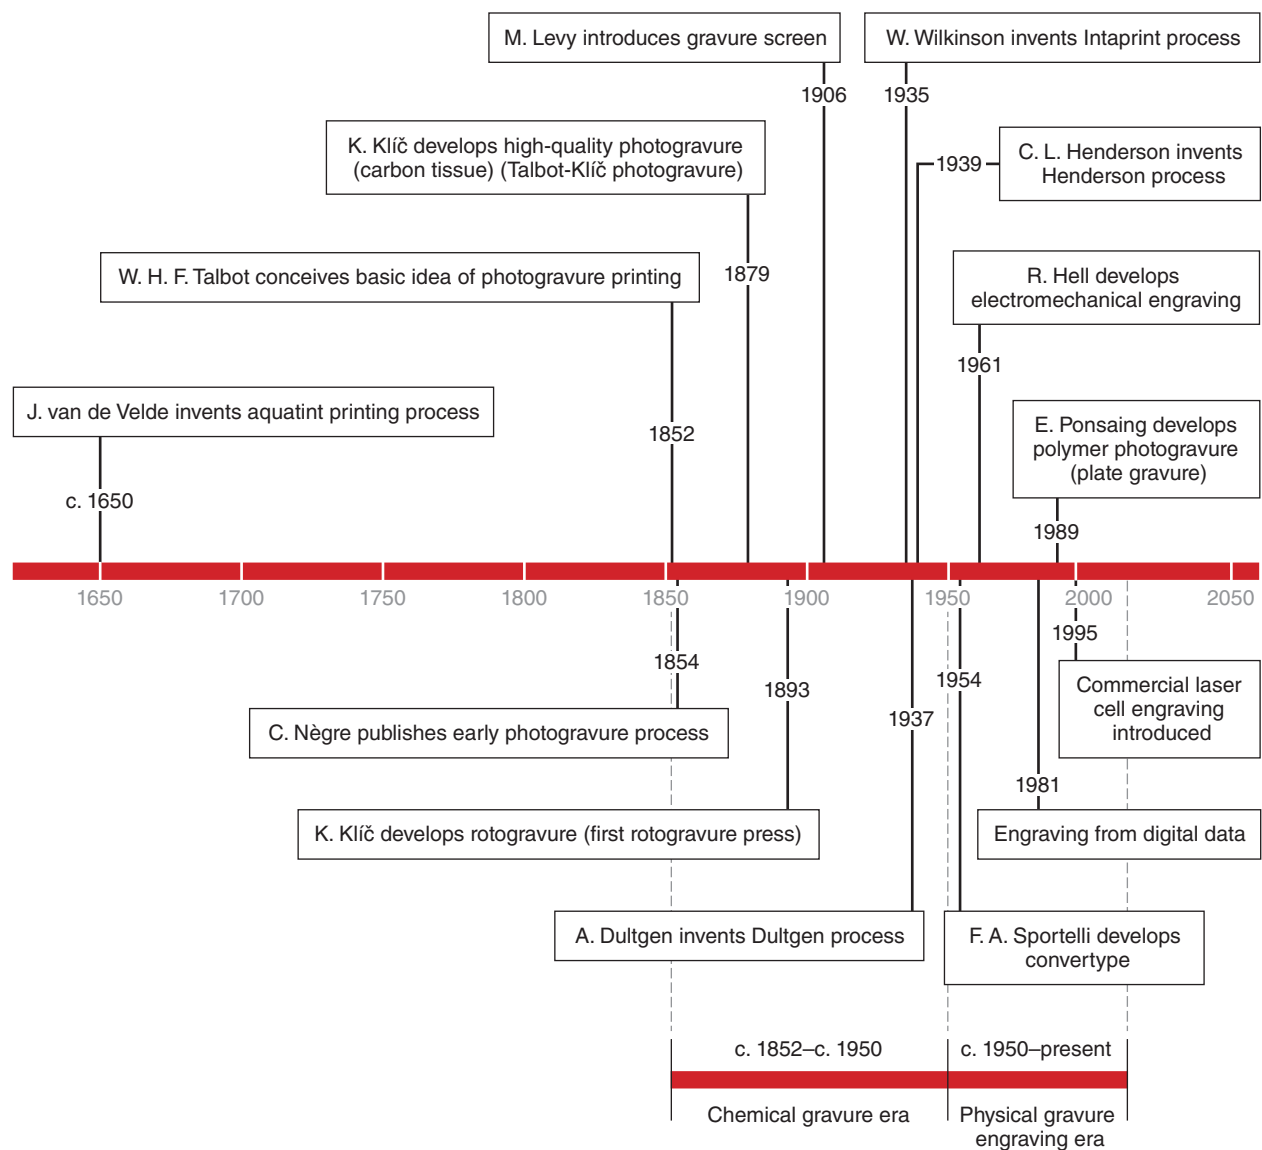 M. Levy introduces gravure screen
W. Wilkinson invents Intaprint process
1906
1935
K. Klíč develops high-quality photogravure
(carbon tissue) (Talbot-Klíč photogravure)
1939
C. L. Henderson invents
Henderson process
W. H. F. Talbot conceives basic idea of photogravure printing
1879
R. Hell develops
electromechanical engraving
1961
J. van de Velde invents aquatint printing process
1852
E. Ponsaing develops
polymer photogravure
(plate gravure)
c. 1650
1989
1650
1700
1750
1800
1850
1900
1950
2000
2050
1995
1854
1893
1954
1937
Commercial laser
cell engraving
introduced
C. Nègre publishes early photogravure process
1981
K. Klíč develops rotogravure (first rotogravure press)
Engraving from digital data
A. Dultgen invents Dultgen process
F. A. Sportelli develops
convertype
c. 1852–c. 1950
c. 1950–present
Chemical gravure era
Physical gravure
engraving era